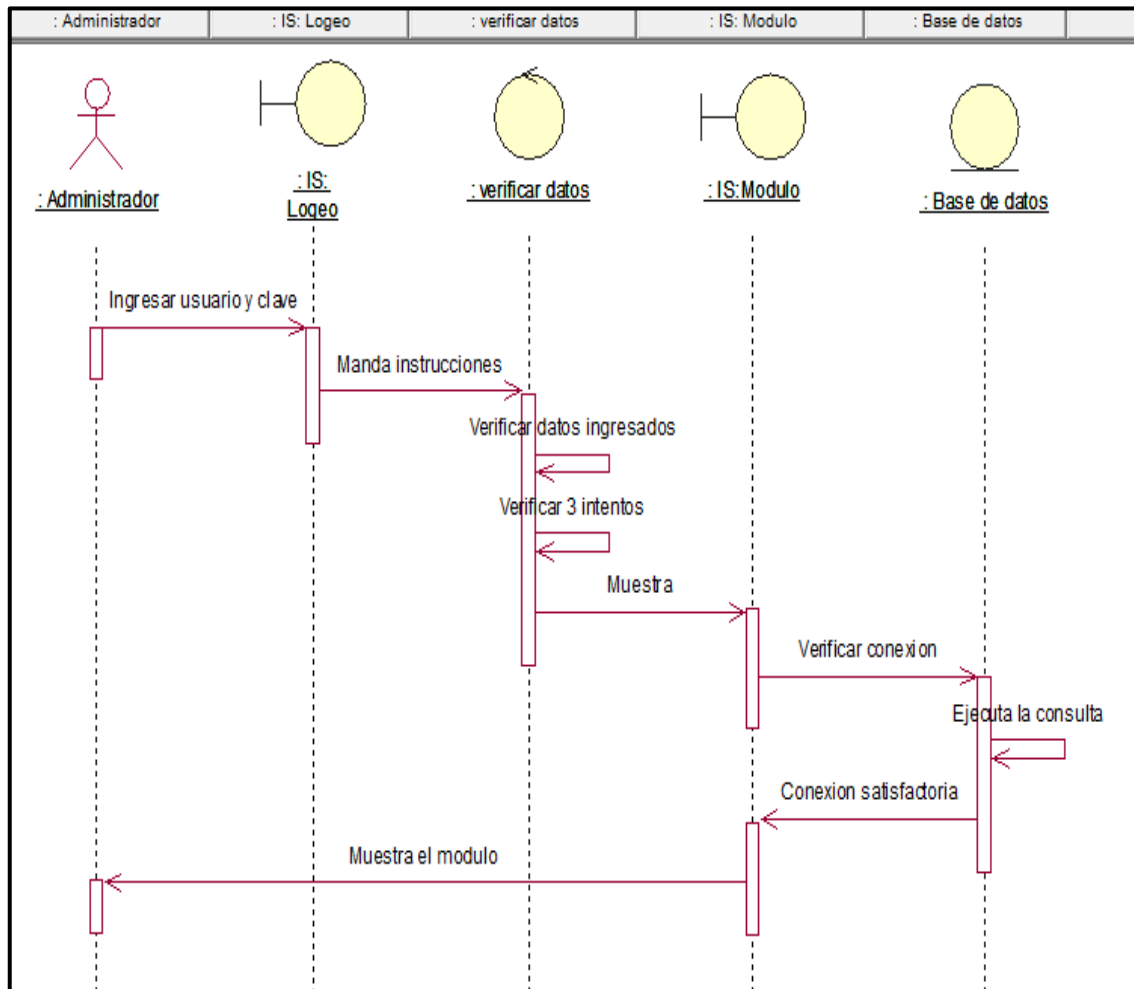 : Administrador
: IS: Logeo
: verificar datos
: IS: Modulo
: Base de datos
: Administrador
: IS:
Logeo
: verificar datos
: IS:Modulo
: Base de datos
Ingresar usuario y clave
Manda instrucciones
Verificar datos ingresados
Verificar 3 intentos
Muestra
Verificar conexion
Ejecuta la consulta
Conexion satisfactoria
Muestra el modulo